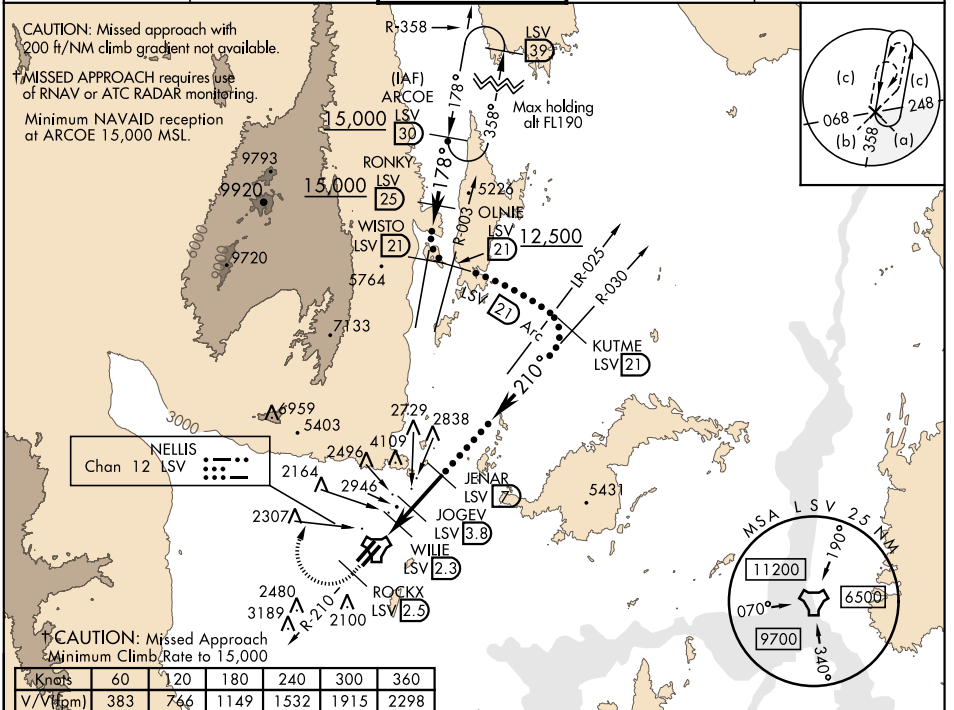 CAUTION: Missed approach with
200 ft/NM climb gradient not available.
† MISSED APPROACH requires use
of RNAV or ATC RADAR monitoring.
Minimum NAVAID reception
at ARCOE 15,000 MSL.
R-358
LSV
39
(IAF)
ARCOE
LSV
30
15,000
178°
358°
Max holding
alt FL190
(c)
(c)
068
248
(b)
(a)
358
9793
9920
15,000
RONKY
LSV
25
178°
5226
R-003
OLNIE
LSV
21
12,500
WISTO
LSV 21
6000
9000
9720
5764
7133
LSV 21 Arc
LR-025
R-030
KUTME
LSV 21
210°
3000
6959
5403
2729
2838
4109
2496
NELLIS
Chan 12 LSV
2164
2946
2307
JENAR
LSV 7
JOGEV
LSV 3.8
WILIE
LSV 2.3
ROCKX
LSV 2.5
5431
2480
3189
2100
R-210
MSA LSV 25 NM
190°
11200
6500
070°
9700
340°
† CAUTION: Missed Approach
Minimum Climb Rate to 15,000
Knots 60 120 180 240 300 360
V/V(fpm) 383 766 1149 1532 1915 2298